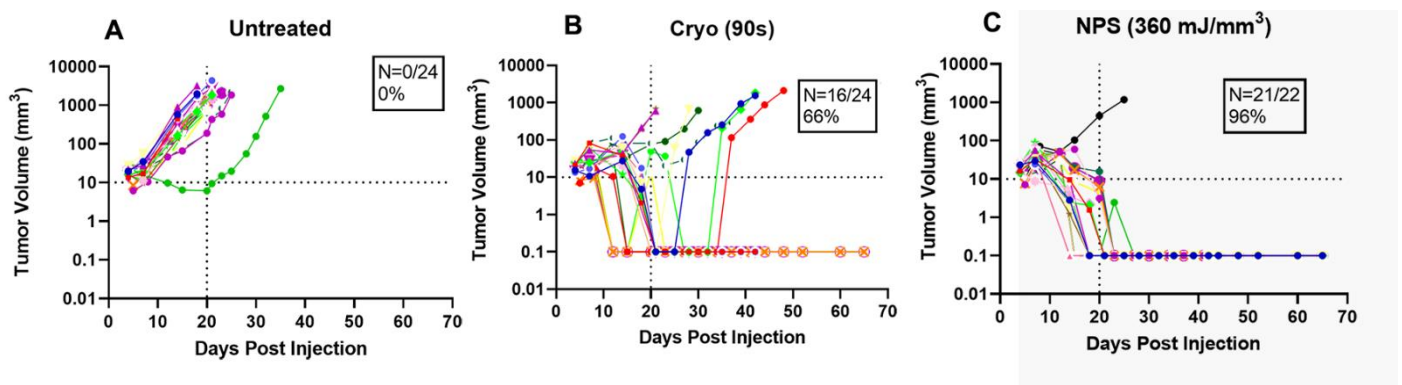 A
Untreated
N=0/24
0%
Tumor Volume (mm³)
10000
1000
100
10
1
0.1
0.01
0 10 20 30 40 50 60 70
Days Post Injection
B
Cryo (90s)
N=16/24
66%
Tumor Volume (mm³)
10000
1000
100
10
1
0.1
0.01
0 10 20 30 40 50 60 70
Days Post Injection
C
NPS (360 mJ/mm³)
N=21/22
96%
Tumor Volume (mm³)
10000
1000
100
10
1
0.1
0.01
0 10 20 30 40 50 60 70
Days Post Injection